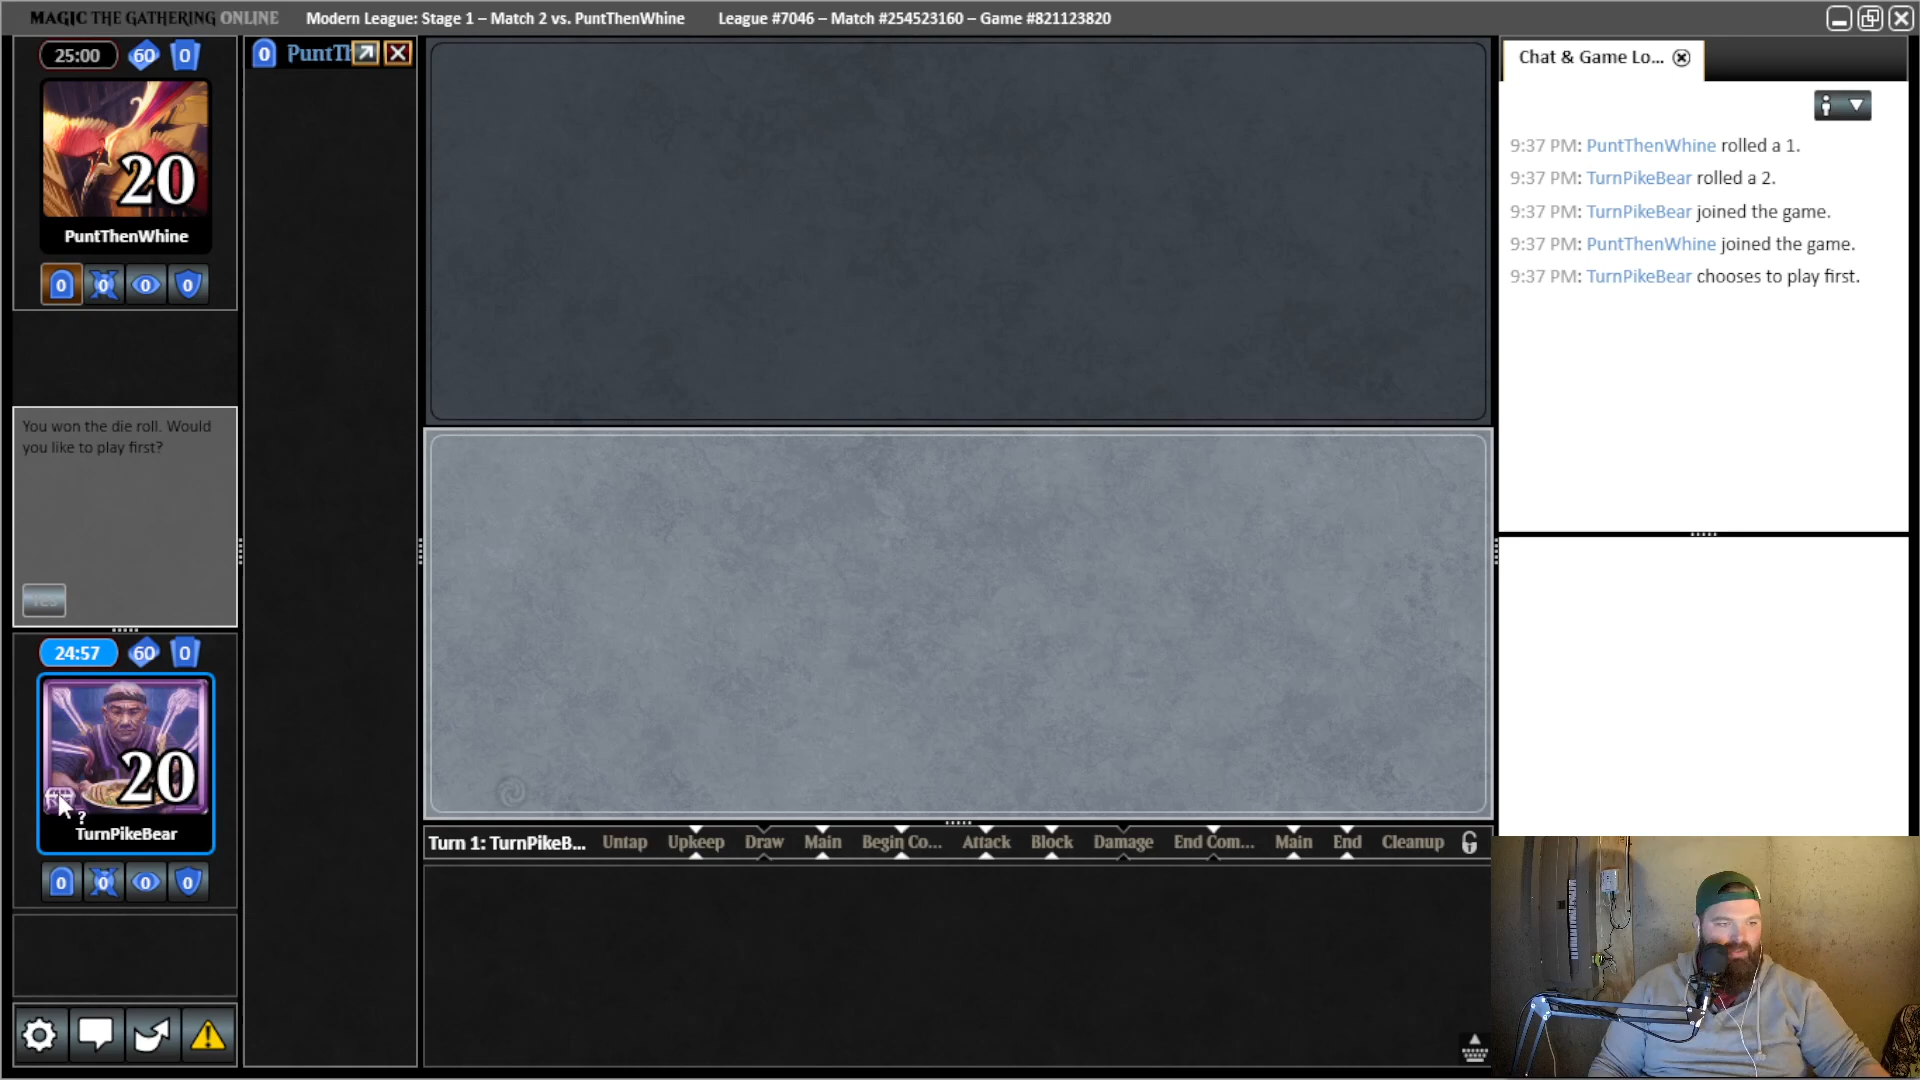 MAGIC THE GATHERING ONLINE
Modern League: Stage 1 – Match 2 vs. PuntThenWhine
League #7046 – Match #254523160 – Game #821123820
25:00
60
0
20
PuntThenWhine
0
0
0
0
0
PuntTh
You won the die roll. Would
you like to play first?
Yes
24:57
60
0
20
?
TurnPikeBear
0
0
0
0
Turn 1: TurnPikeB...
Untap
Upkeep
Draw
Main
Begin Co...
Attack
Block
Damage
End Com...
Main
End
Cleanup
Chat & Game Lo...
9:37 PM: PuntThenWhine rolled a 1.
9:37 PM: TurnPikeBear rolled a 2.
9:37 PM: TurnPikeBear joined the game.
9:37 PM: PuntThenWhine joined the game.
9:37 PM: TurnPikeBear chooses to play first.